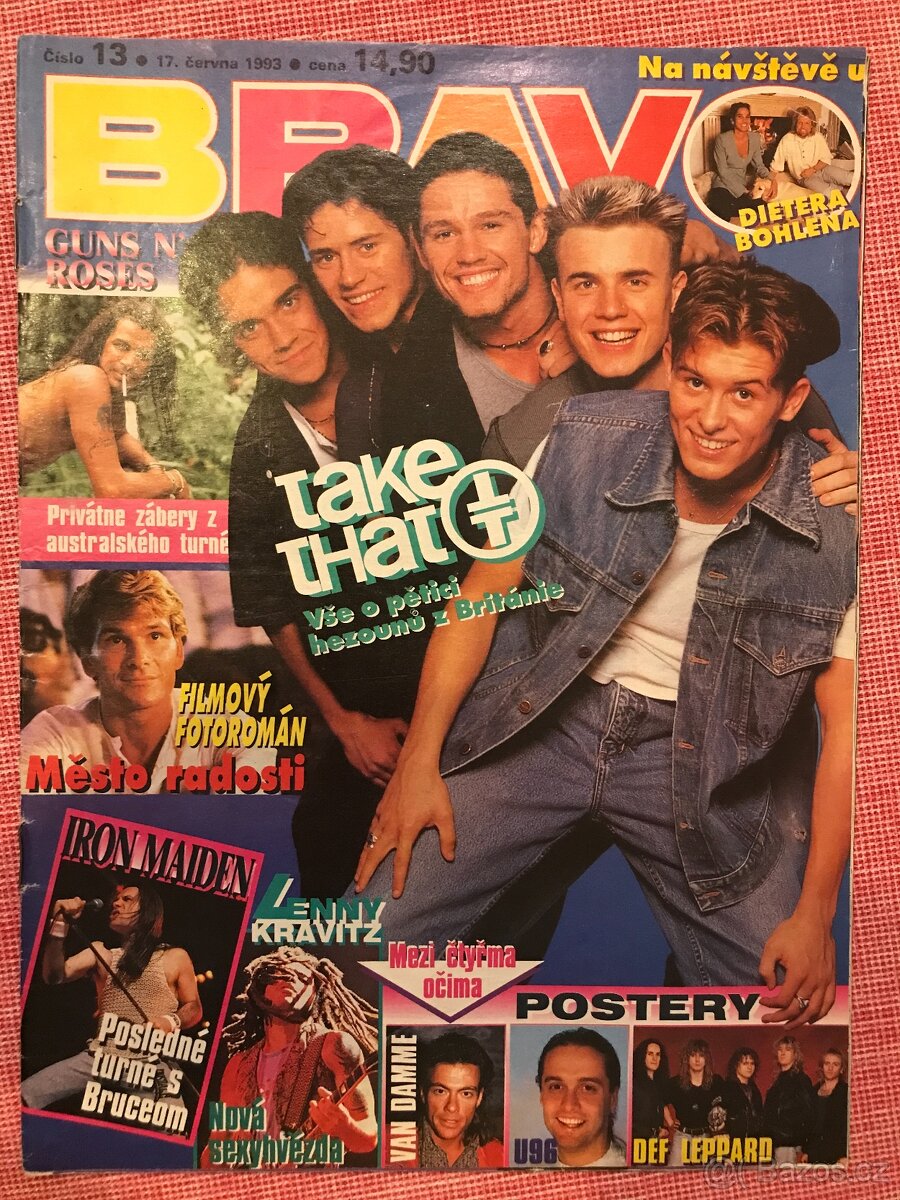 Číslo 13 ● 17. června 1993 ● cena 14,90
BRAVO
Na návštěvě u
DIETERA
BOHLENA
GUNS N'
ROSES
Privátne zábery z
australského turné
take
that
Vše o pětici
hezounů z Británie
FILMOVÝ
FOTOROMÁN
Město radosti
IRON MAIDEN
Posledné
turné s
Bruceom
LENNY
KRAVITZ
Nová
sexyhvězda
Mezi čtyřma
očima
POSTERY
VAN DAMME
U96
DEF LEPPARD
Bazos.cz